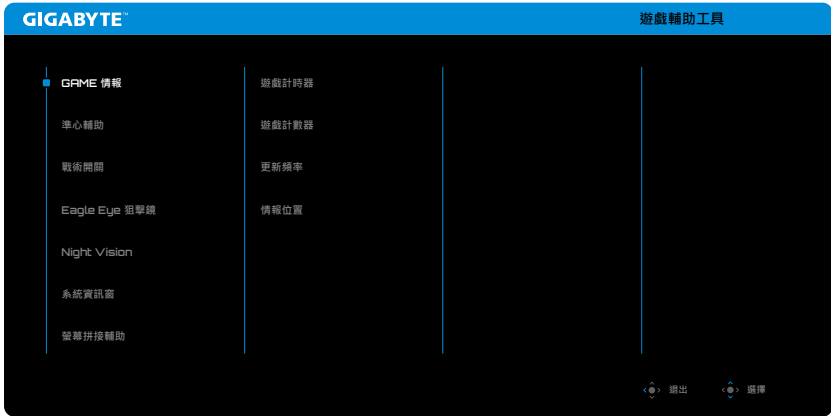 GIGABYTE™
遊戲輔助工具
GAME 情報
準心輔助
戰術開關
Eagle Eye 狙擊鏡
Night Vision
系統資訊窗
螢幕拼接輔助
遊戲計時器
遊戲計數器
更新頻率
情報位置
退出
選擇